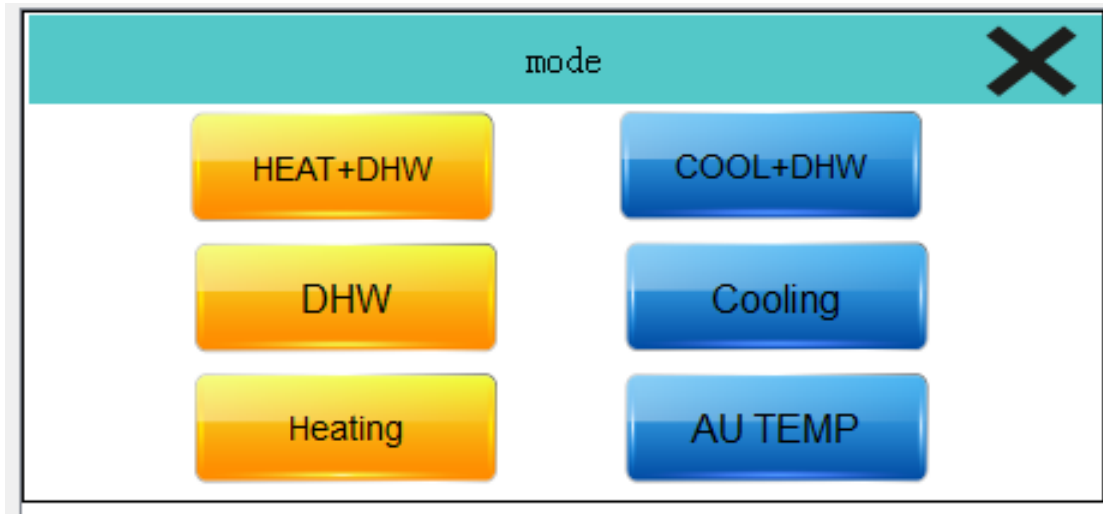 mode
HEAT+DHW
COOL+DHW
DHW
Cooling
Heating
AU TEMP